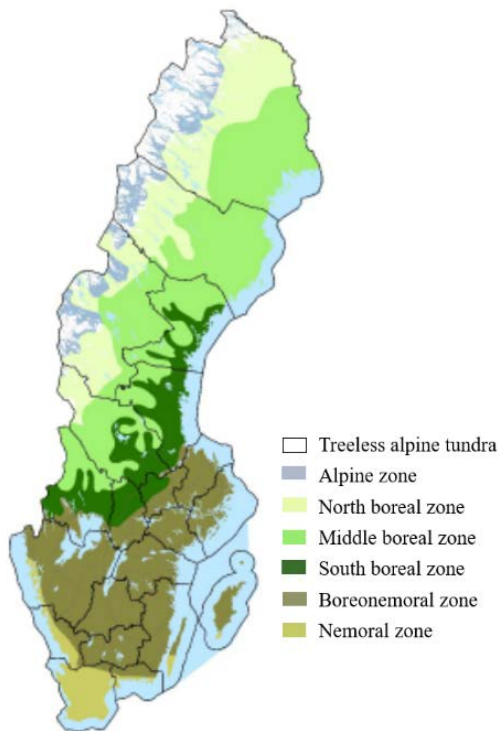 Treeless alpine tundra
Alpine zone
North boreal zone
Middle boreal zone
South boreal zone
Boreonemoral zone
Nemoral zone